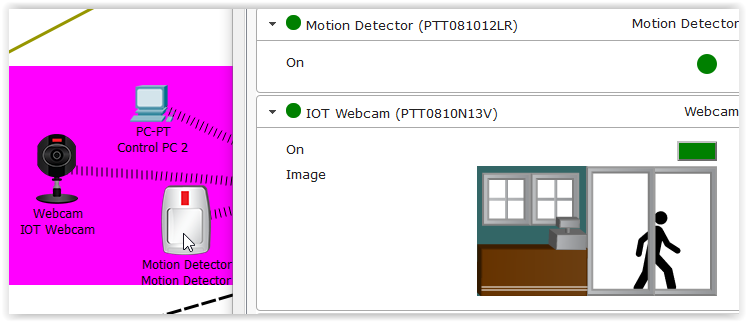 PC-PT
Control PC 2
Webcam
IOT Webcam
Motion Detector
Motion Detector
Motion Detector (PTT081012LR)
Motion Detector
On
IOT Webcam (PTT0810N13V)
Webcam
On
Image